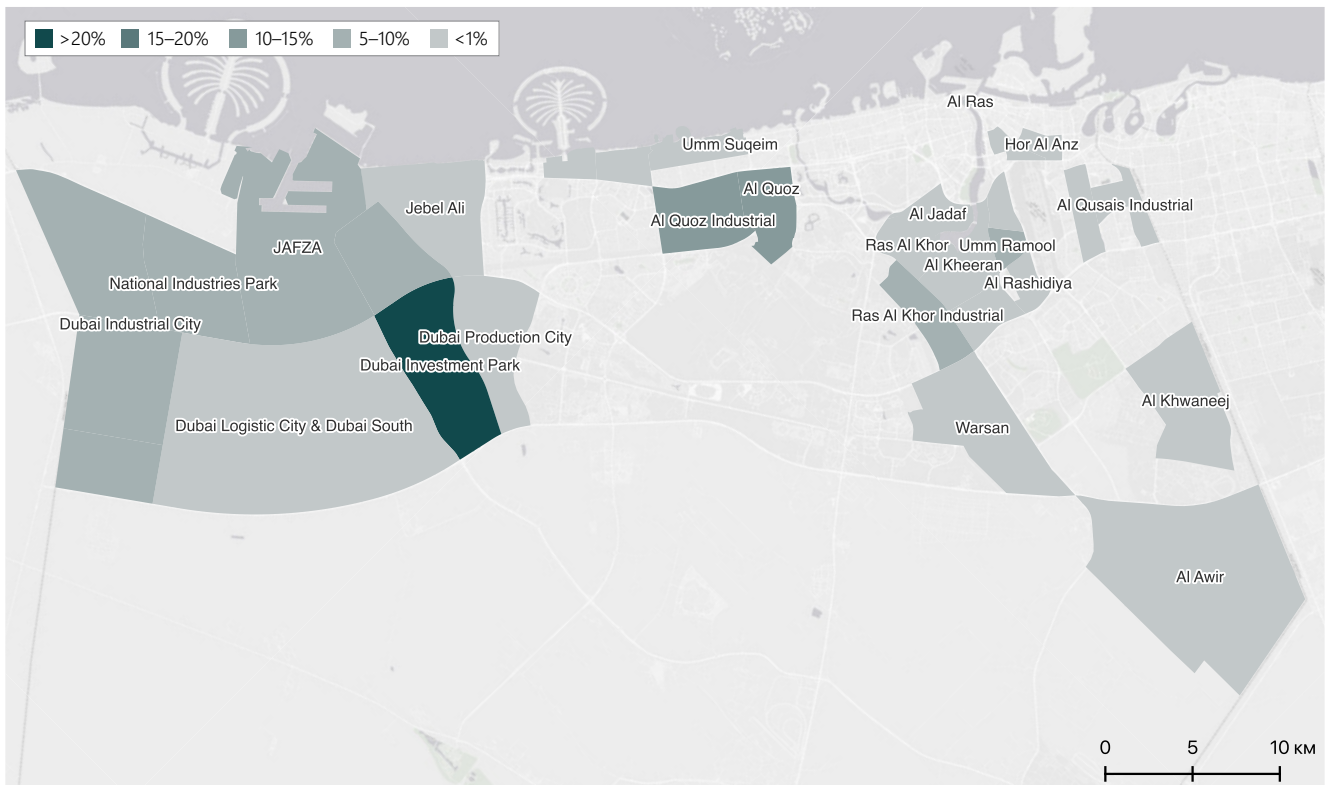 >20% 15–20% 10–15% 5–10% <1%
Al Ras
Umm Suqeim
Hor Al Anz
Al Quoz
Jebel Ali
Al Qusais Industrial
Al Jadaf
Al Quoz Industrial
JAFZA
Ras Al Khor
Umm Ramool
Al Kheeran
National Industries Park
Al Rashidiya
Ras Al Khor Industrial
Dubai Industrial City
Dubai Production City
Dubai Investment Park
Al Khwaneej
Dubai Logistic City & Dubai South
Warsan
Al Awir
0 5 10 км